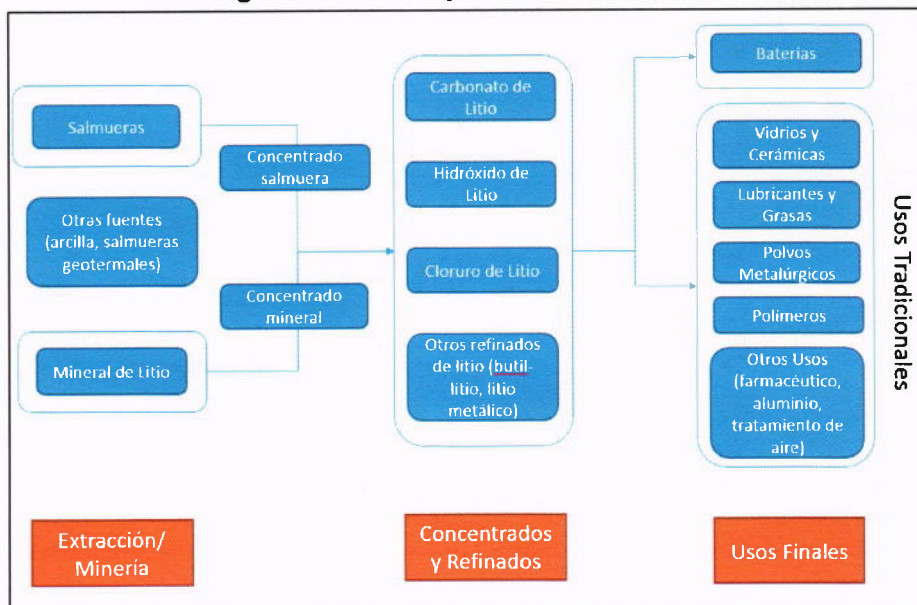 Salmueras
Otras fuentes
(arcilla, salmueras
geotermales)
Mineral de Litio
Concentrado
salmuera
Concentrado
mineral
Carbonato de
Litio
Hidróxido de
Litio
Cloruro de Litio
Otros refinados
de litio (butil-
litio, litio
metálico)
Baterias
Vidrios y
Cerámicas
Lubricantes y
Grasas
Polvos
Metalúrgicos
Polímeros
Otros Usos
(farmacéutico,
aluminio,
tratamiento de
aire)
Usos Tradicionales
Extracción/
Minería
Concentrados
y Refinados
Usos Finales